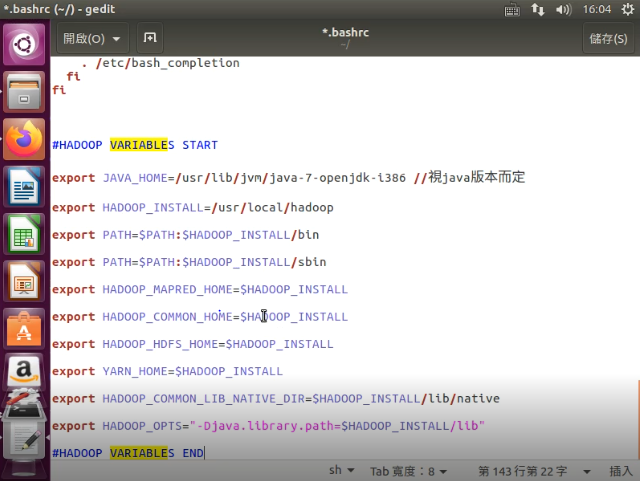 *.bashrc (~/) - gedit
16:04
開啟(O)
*.bashrc
~/
儲存(S)
. /etc/bash_completion
fi
fi
#HADOOP VARIABLES START
export JAVA_HOME=/usr/lib/jvm/java-7-openjdk-i386 //視java版本而定
export HADOOP_INSTALL=/usr/local/hadoop
export PATH=$PATH:$HADOOP_INSTALL/bin
export PATH=$PATH:$HADOOP_INSTALL/sbin
export HADOOP_MAPRED_HOME=$HADOOP_INSTALL
export HADOOP_COMMON_HOME=$HADOOP_INSTALL
export HADOOP_HDFS_HOME=$HADOOP_INSTALL
export YARN_HOME=$HADOOP_INSTALL
export HADOOP_COMMON_LIB_NATIVE_DIR=$HADOOP_INSTALL/lib/native
export HADOOP_OPTS="-Djava.library.path=$HADOOP_INSTALL/lib"
#HADOOP VARIABLES END
sh Tab 寬度：8 第 143 行第 22 字 插入